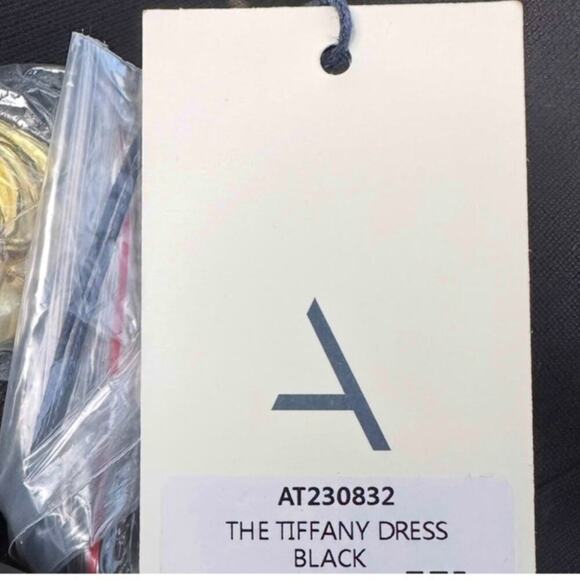 AT230832
THE TIFFANY DRESS
BLACK